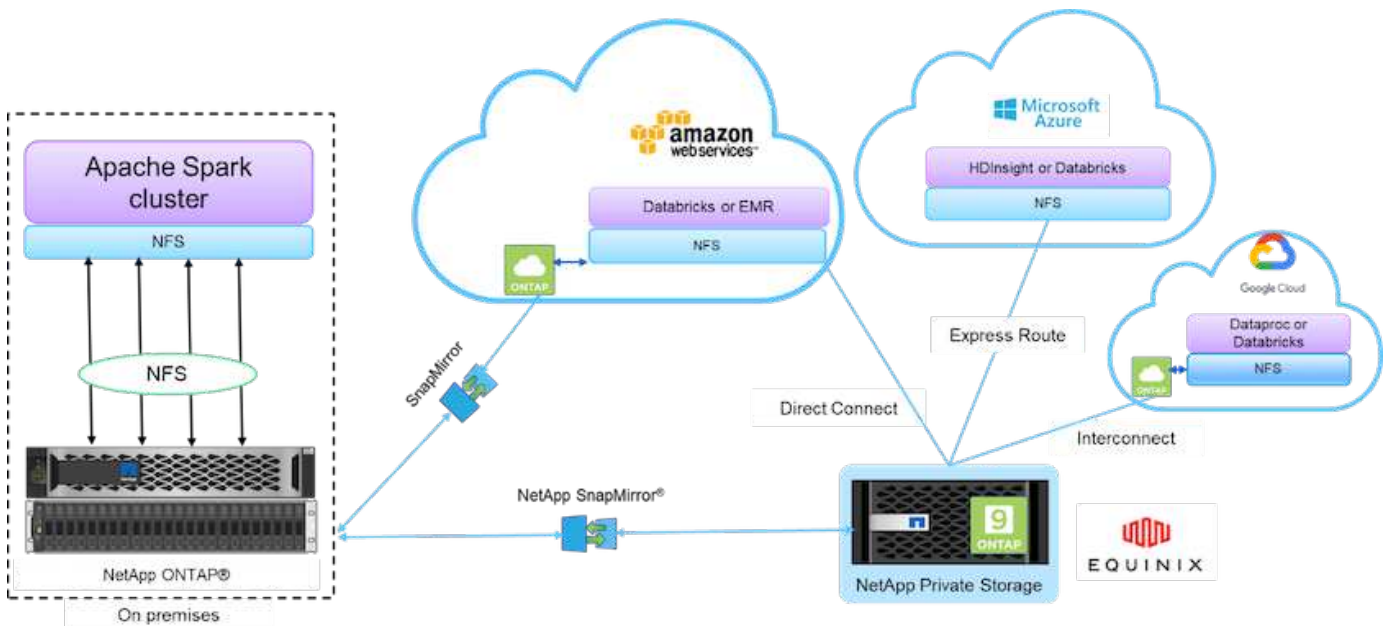 Apache Spark
cluster
NFS
NFS
NetApp ONTAP®
On premises
amazon
web services™
Databricks or EMR
NFS
ONTAP
SnapMirror
NetApp SnapMirror®
Microsoft
Azure
HDInsight or Databricks
NFS
Google Cloud
Dataproc or
Databricks
NFS
ONTAP
Express Route
Direct Connect
Interconnect
9
ONTAP
NetApp Private Storage
EQUINIX